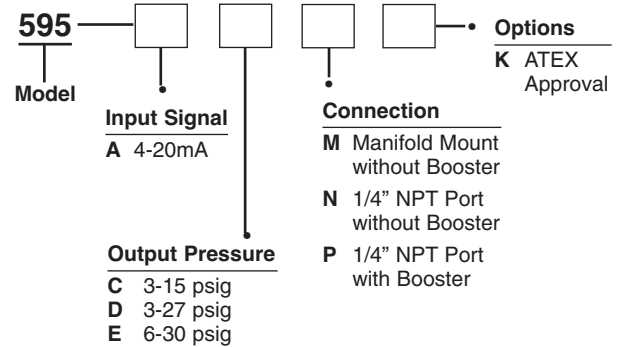 595
Model
Input Signal
A 4-20mA
Output Pressure
C 3-15 psig
D 3-27 psig
E 6-30 psig
Connection
M Manifold Mount
without Booster
N 1/4” NPT Port
without Booster
P 1/4” NPT Port
with Booster
Options
K ATEX
Approval